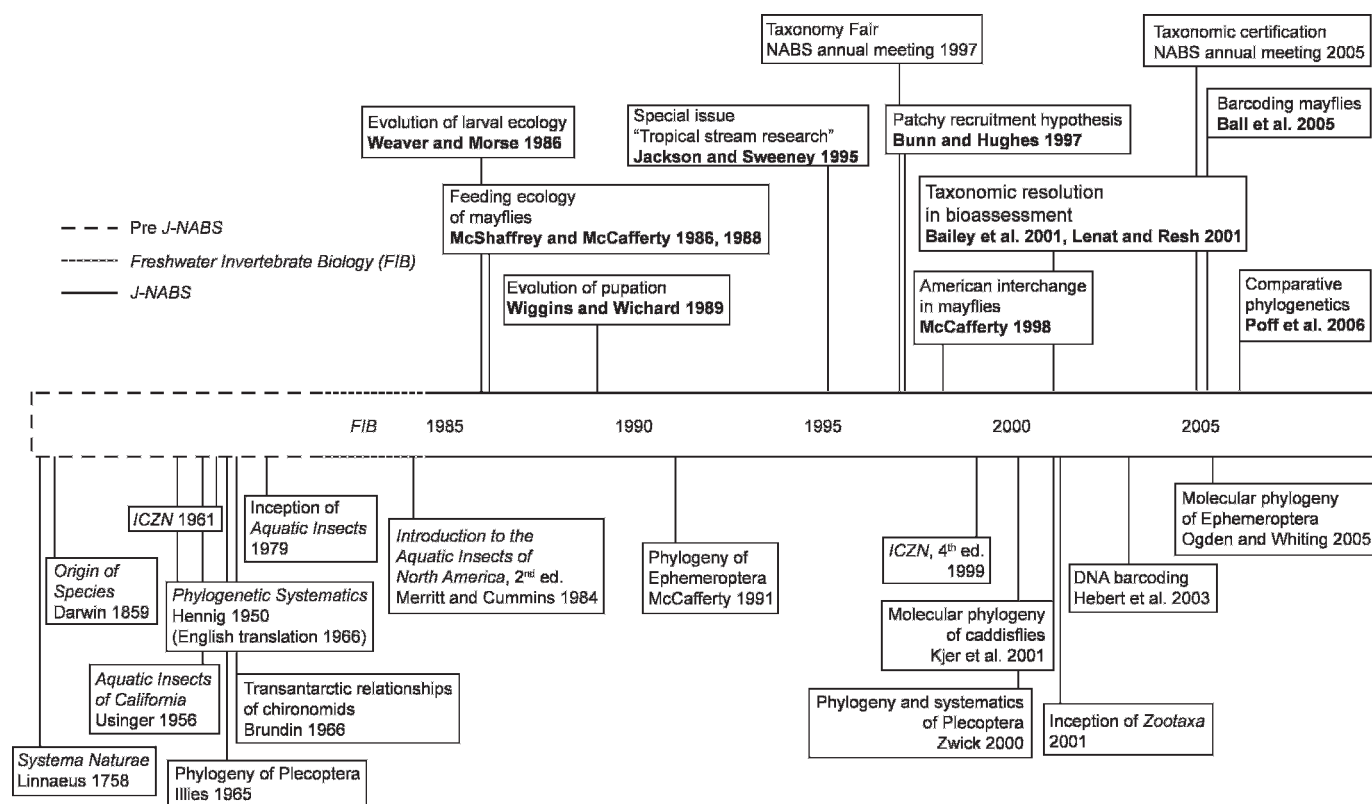 Taxonomy Fair
NABS annual meeting 1997
Taxonomic certification
NABS annual meeting 2005
Evolution of larval ecology
Weaver and Morse 1986
Special issue
“Tropical stream research”
Jackson and Sweeney 1995
Patchy recruitment hypothesis
Bunn and Hughes 1997
Barcoding mayflies
Ball et al. 2005
Feeding ecology
of mayflies
McShaffrey and McCafferty 1986, 1988
Taxonomic resolution
in bioassessment
Bailey et al. 2001, Lenat and Resh 2001
Pre J-NABS
Freshwater Invertebrate Biology (FIB)
J-NABS
Evolution of pupation
Wiggins and Wichard 1989
American interchange
in mayflies
McCafferty 1998
Comparative
phylogenetics
Poff et al. 2006
FIB 1985 1990 1995 2000 2005
ICZN 1961
Inception of
Aquatic Insects
1979
Introduction to the
Aquatic Insects of
North America, 2nd ed.
Merritt and Cummins 1984
Phylogeny of
Ephemeroptera
McCafferty 1991
ICZN, 4th ed.
1999
Molecular phylogeny
of Ephemeroptera
Ogden and Whiting 2005
Origin of
Species
Darwin 1859
Phylogenetic Systematics
Hennig 1950
(English translation 1966)
DNA barcoding
Hebert et al. 2003
Molecular phylogeny
of caddisflies
Kjer et al. 2001
Aquatic Insects
of California
Usinger 1956
Transantarctic relationships
of chironomids
Brundin 1966
Phylogeny and systematics
of Plecoptera
Zwick 2000
Inception of Zootaxa
2001
Systema Naturae
Linnaeus 1758
Phylogeny of Plecoptera
Illies 1965